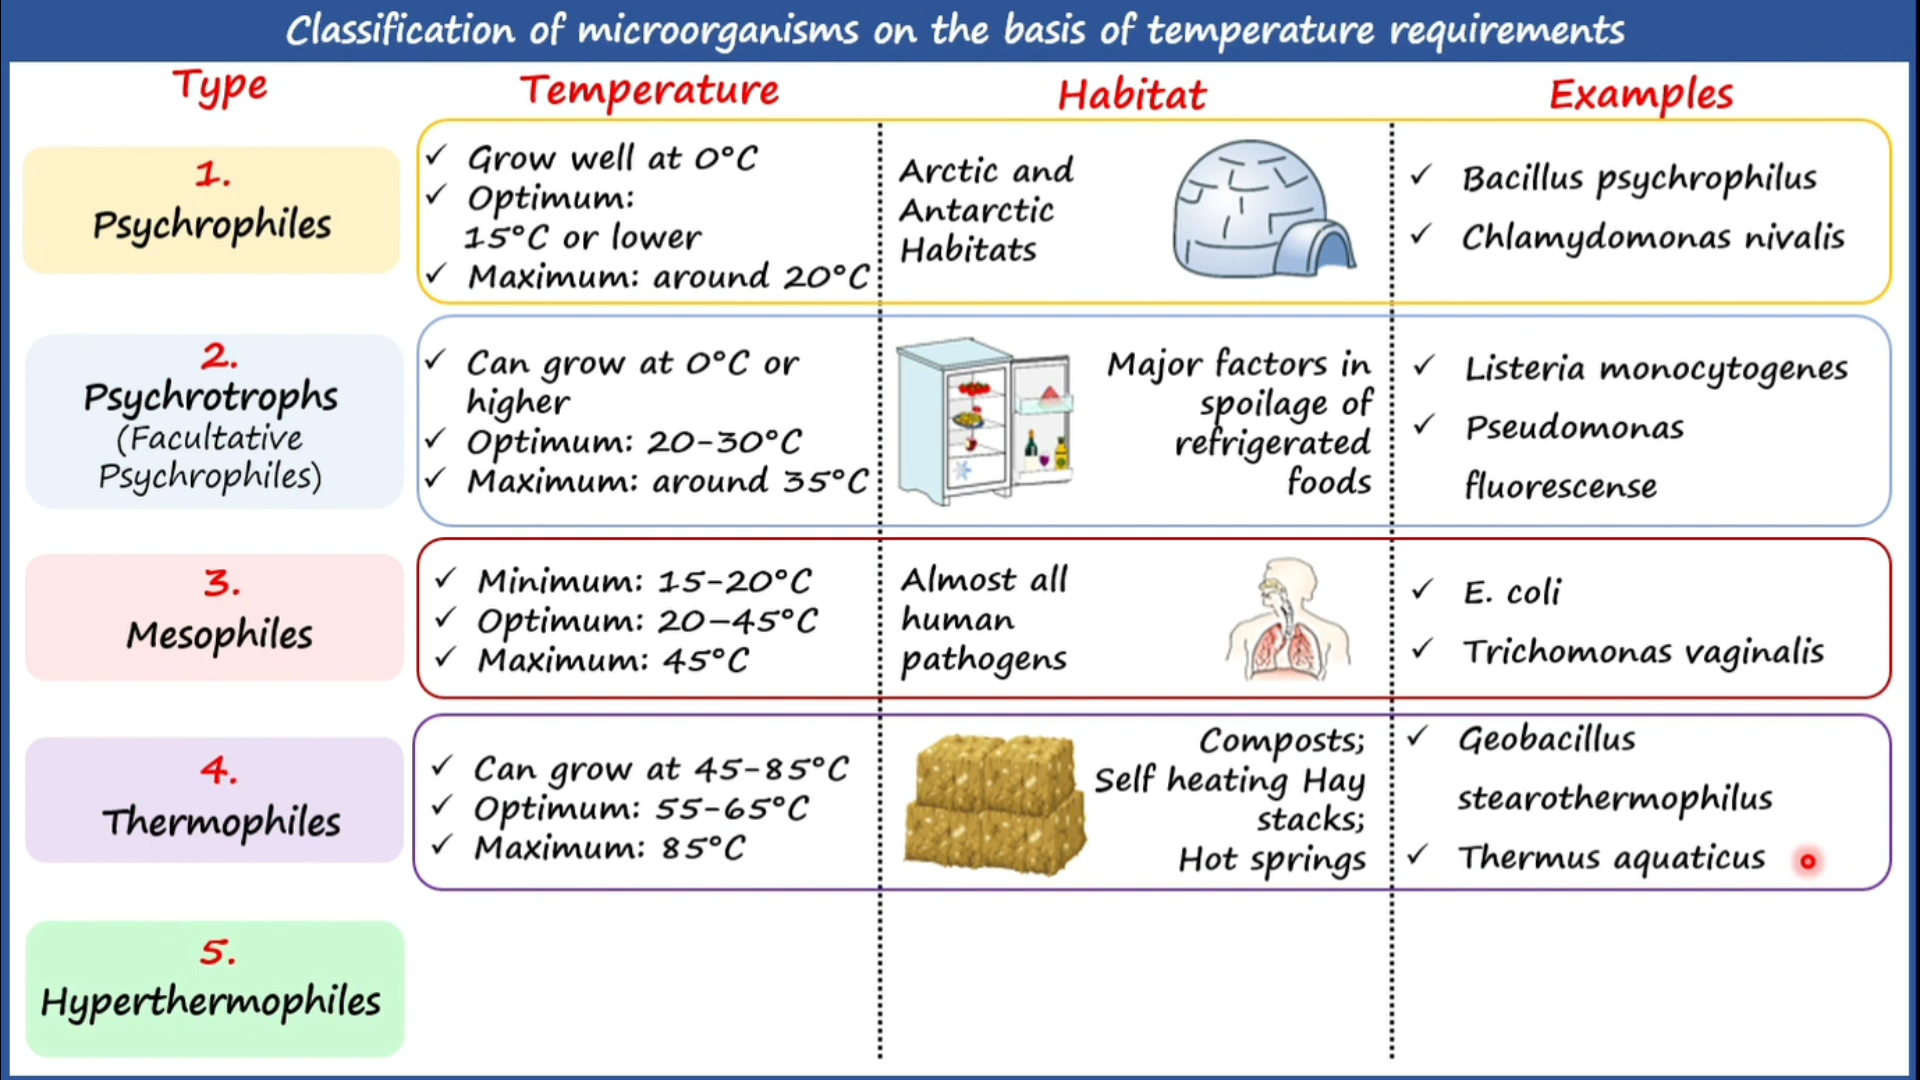 Classification of microorganisms on the basis of temperature requirements
Type
Temperature
Habitat
Examples
1.
Psychrophiles
✓ Grow well at 0°C
✓ Optimum:
15°C or lower
✓ Maximum: around 20°C
Arctic and
Antarctic
Habitats
✓ Bacillus psychrophilus
✓ Chlamydomonas nivalis
2.
Psychrotrophs
(Facultative
Psychrophiles)
✓ Can grow at 0°C or
higher
✓ Optimum: 20-30°C
✓ Maximum: around 35°C
Major factors in
spoilage of
refrigerated
foods
✓ Listeria monocytogenes
✓ Pseudomonas
fluorescense
3.
Mesophiles
✓ Minimum: 15-20°C
✓ Optimum: 20–45°C
✓ Maximum: 45°C
Almost all
human
pathogens
✓ E. coli
✓ Trichomonas vaginalis
4.
Thermophiles
✓ Can grow at 45-85°C
✓ Optimum: 55-65°C
✓ Maximum: 85°C
Composts;
Self heating Hay
stacks;
Hot springs
✓ Geobacillus
stearothermophilus
✓ Thermus aquaticus
5.
Hyperthermophiles